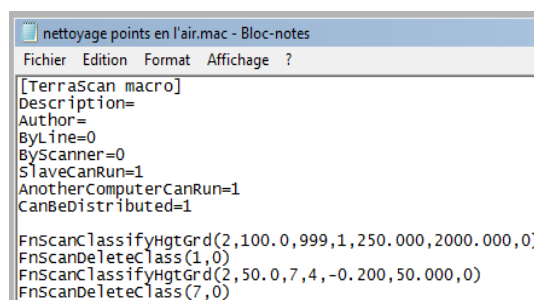 nettoyage points en l'air.mac - Bloc-notes
Fichier Edition Format Affichage ?
[TerraScan macro]
Description=
Author=
ByLine=0
ByScanner=0
SlaveCanRun=1
AnotherComputerCanRun=1
CanBeDistributed=1
FnScanClassifyHgtGrd(2,100.0,999,1,250.000,2000.000,0)
FnScanDeleteClass(1,0)
FnScanClassifyHgtGrd(2,50.0,7,4,-0.200,50.000,0)
FnScanDeleteClass(7,0)